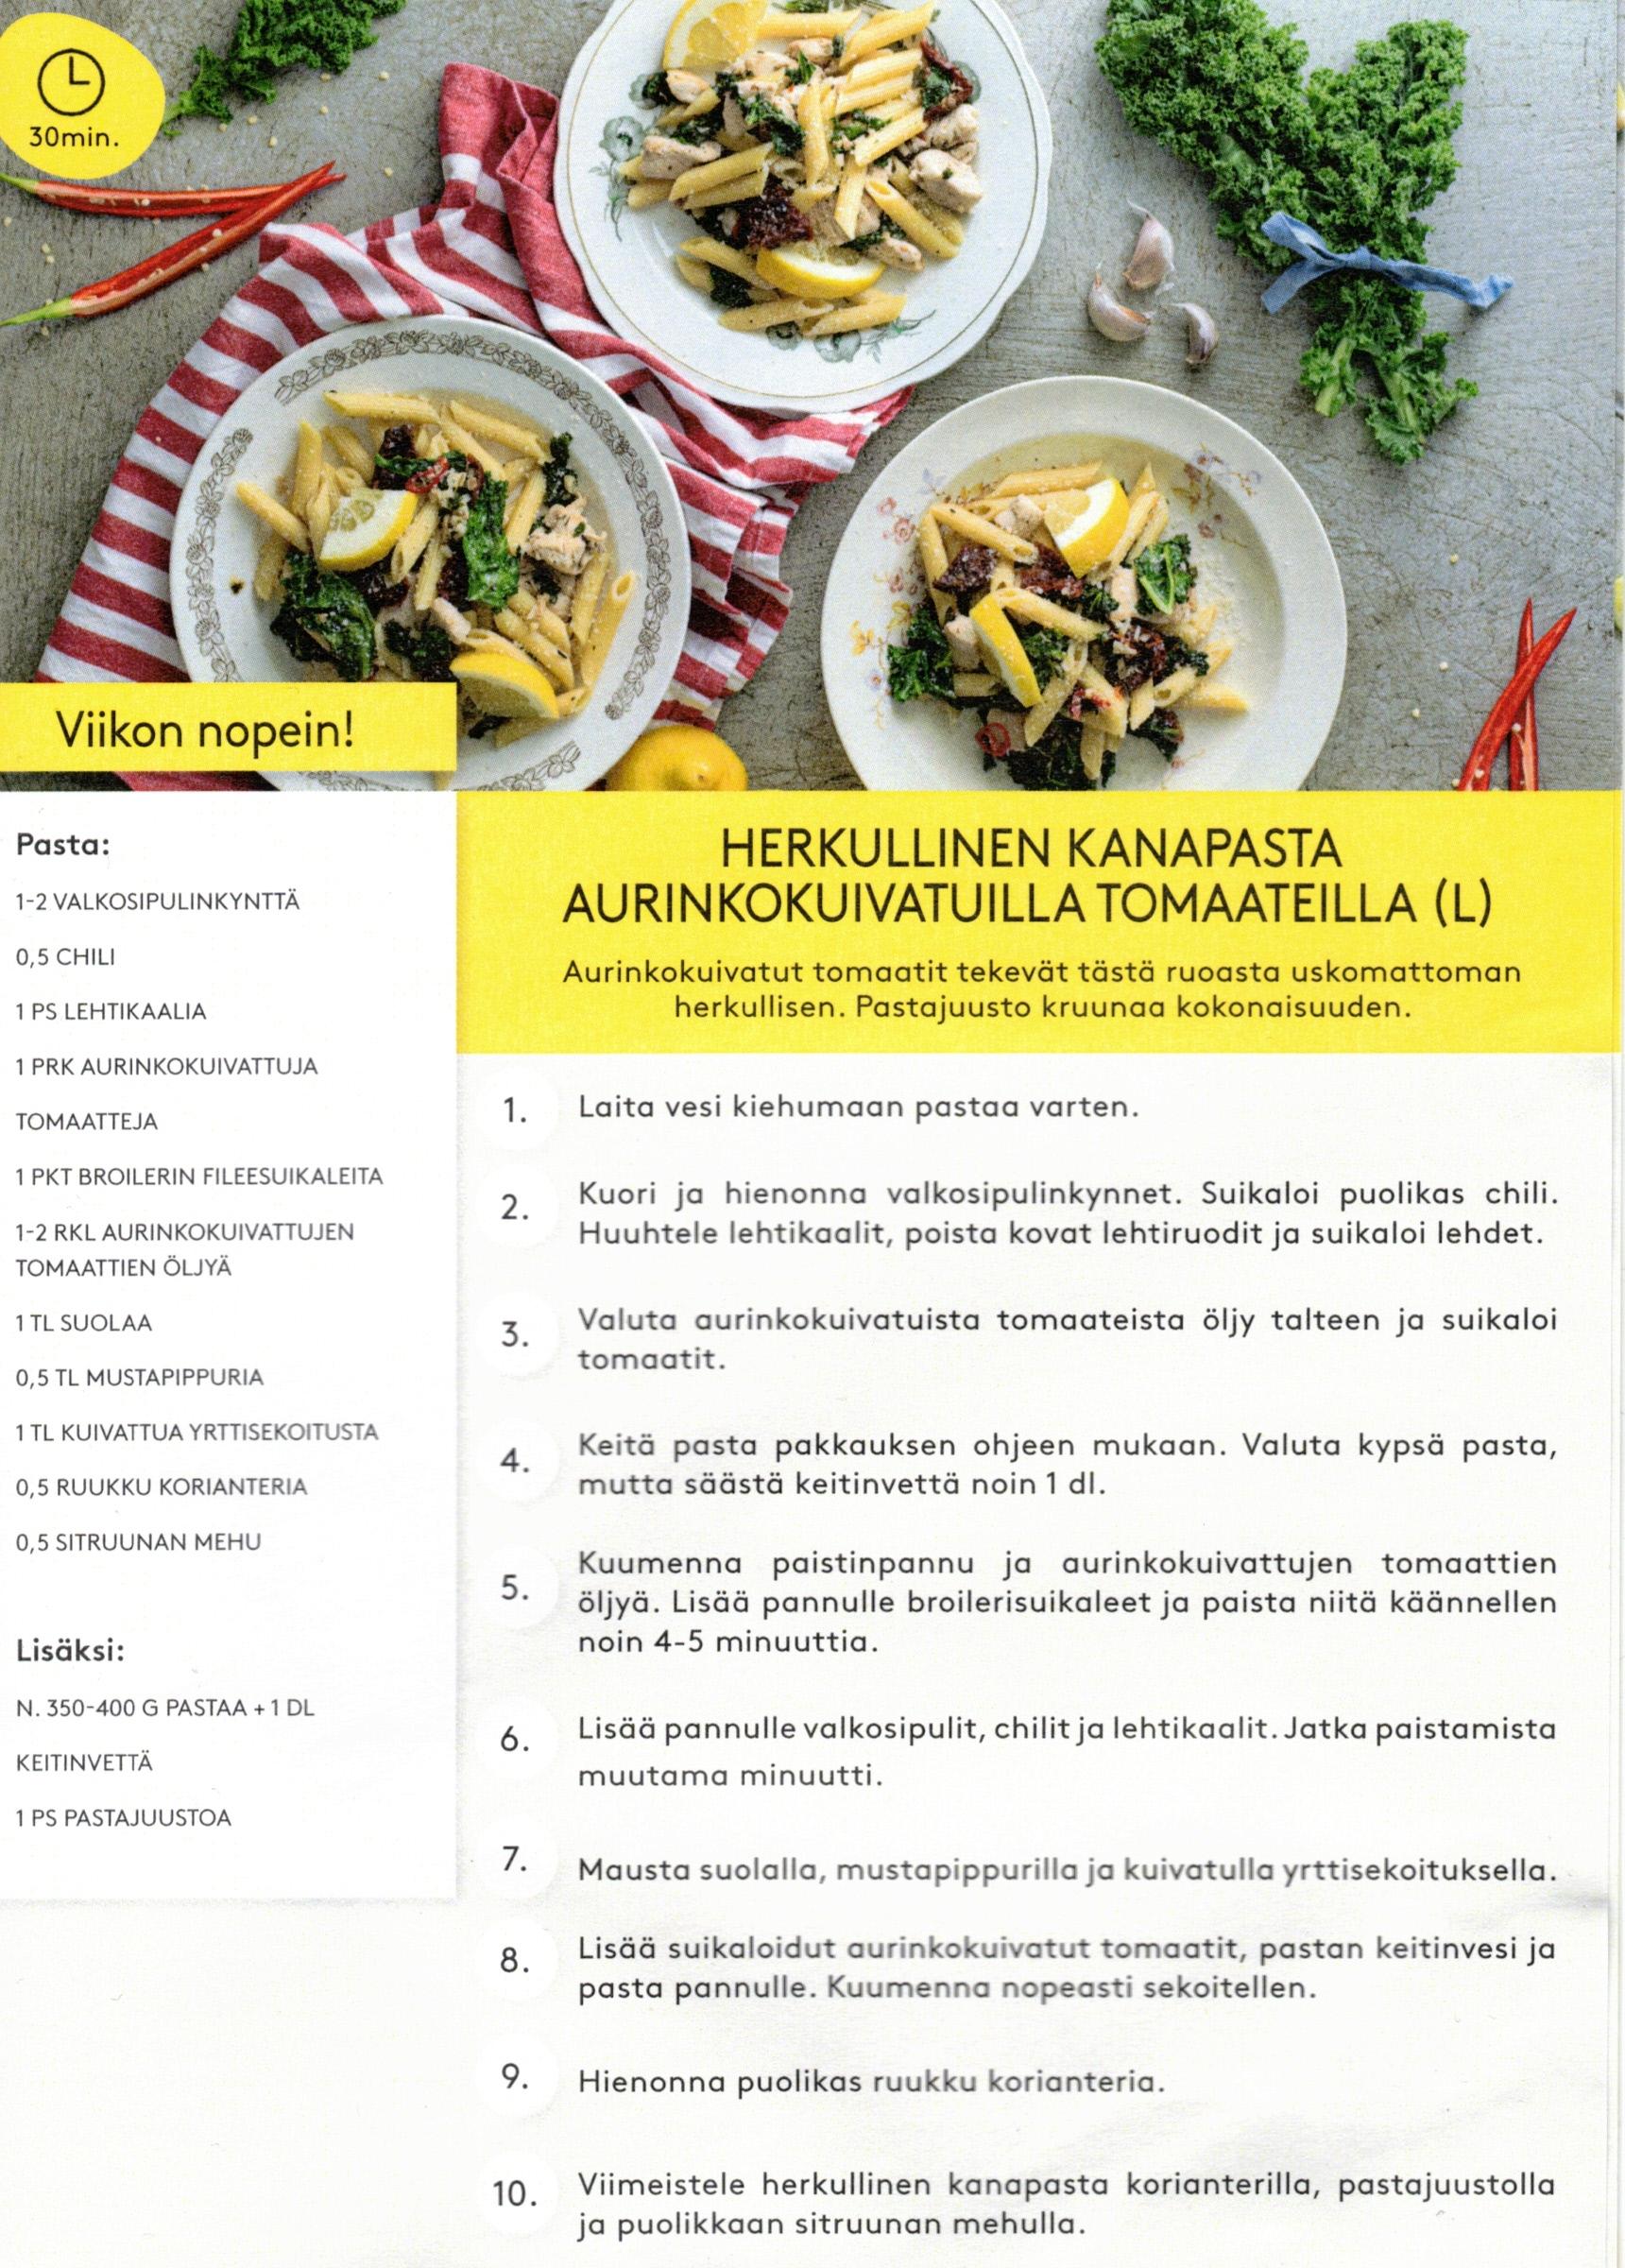 30min.
Viikon nopein!
Pasta:
1-2 VALKOSIPULINKYNTTÄ
0,5 CHILI
1 PS LEHTIKAALIA
1 PRK AURINKOKUIVATTUJA
TOMAATTEJA
1 PKT BROILERIN FILEESUIKALEITA
1-2 RKL AURINKOKUIVATTUJEN
TOMAATTIEN ÖLJYÄ
1 TL SUOLAA
0,5 TL MUSTAPIPPURIA
1 TL KUIVATTUA YRTTISEKOITUSTA
0,5 RUUKKU KORIANTERIA
0,5 SITRUUNAN MEHU
Lisäksi:
N. 350-400 G PASTAA + 1 DL
KEITINVETTÄ
1 PS PASTAJUUSTOA
HERKULLINEN KANAPASTA
AURINKOKUIVATUILLA TOMAATEILLA (L)
Aurinkokuivatut tomaatit tekevät tästä ruoasta uskomattoman
herkullisen. Pastajuusto kruunaa kokonaisuuden.
1. Laita vesi kiehumaan pastaa varten.
2. Kuori ja hienonna valkosipulinkynnet. Suikaloi puolikas chili.
Huuhtele lehtikaalit, poista kovat lehtiruodit ja suikaloi lehdet.
3. Valuta aurinkokuivatuista tomaateista öljy talteen ja suikaloi
tomaatit.
4. Keitä pasta pakkauksen ohjeen mukaan. Valuta kypsä pasta,
mutta säästä keitinvettä noin 1 dl.
5. Kuumenna paistinpannu ja aurinkokuivattujen tomaattien
öljyä. Lisää pannulle broilerisuikaleet ja paista niitä käännellen
noin 4-5 minuuttia.
6. Lisää pannulle valkosipulit, chilit ja lehtikaalit. Jatka paistamista
muutama minuutti.
7. Mausta suolalla, mustapippurilla ja kuivatulla yrttisekoituksella.
8. Lisää suikaloidut aurinkokuivatut tomaatit, pastan keitinvesi ja
pasta pannulle. Kuumenna nopeasti sekoitellen.
9. Hienonna puolikas ruukku korianteria.
10. Viimeistele herkullinen kanapasta korianterilla, pastajuustolla
ja puolikkaan sitruunan mehulla.